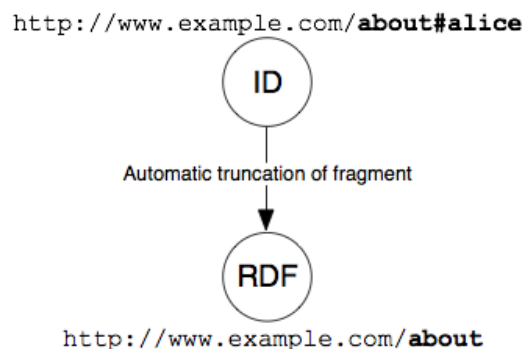 http://www.example.com/about#alice
ID
Automatic truncation of fragment
RDF
http://www.example.com/about